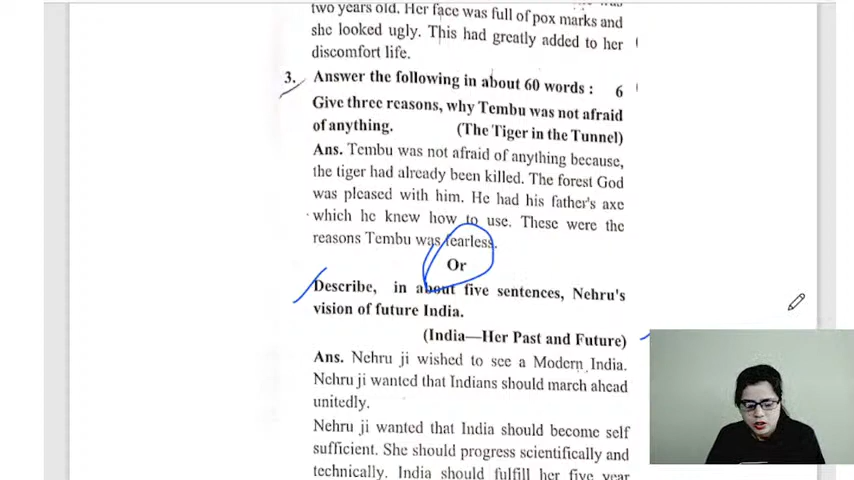 two years old. Her face was full of pox marks and
she looked ugly. This had greatly added to her
discomfort life.
3. Answer the following in about 60 words : 6
Give three reasons, why Tembu was not afraid
of anything. (The Tiger in the Tunnel)
Ans. Tembu was not afraid of anything because,
the tiger had already been killed. The forest God
was pleased with him. He had his father's axe
which he knew how to use. These were the
reasons Tembu was fearless.
Or
Describe, in about five sentences, Nehru's
vision of future India.
(India—Her Past and Future)
Ans. Nehru ji wished to see a Modern India.
Nehru ji wanted that Indians should march ahead
unitedly.
Nehru ji wanted that India should become self
sufficient. She should progress scientifically and
technically. India should fulfill her five year